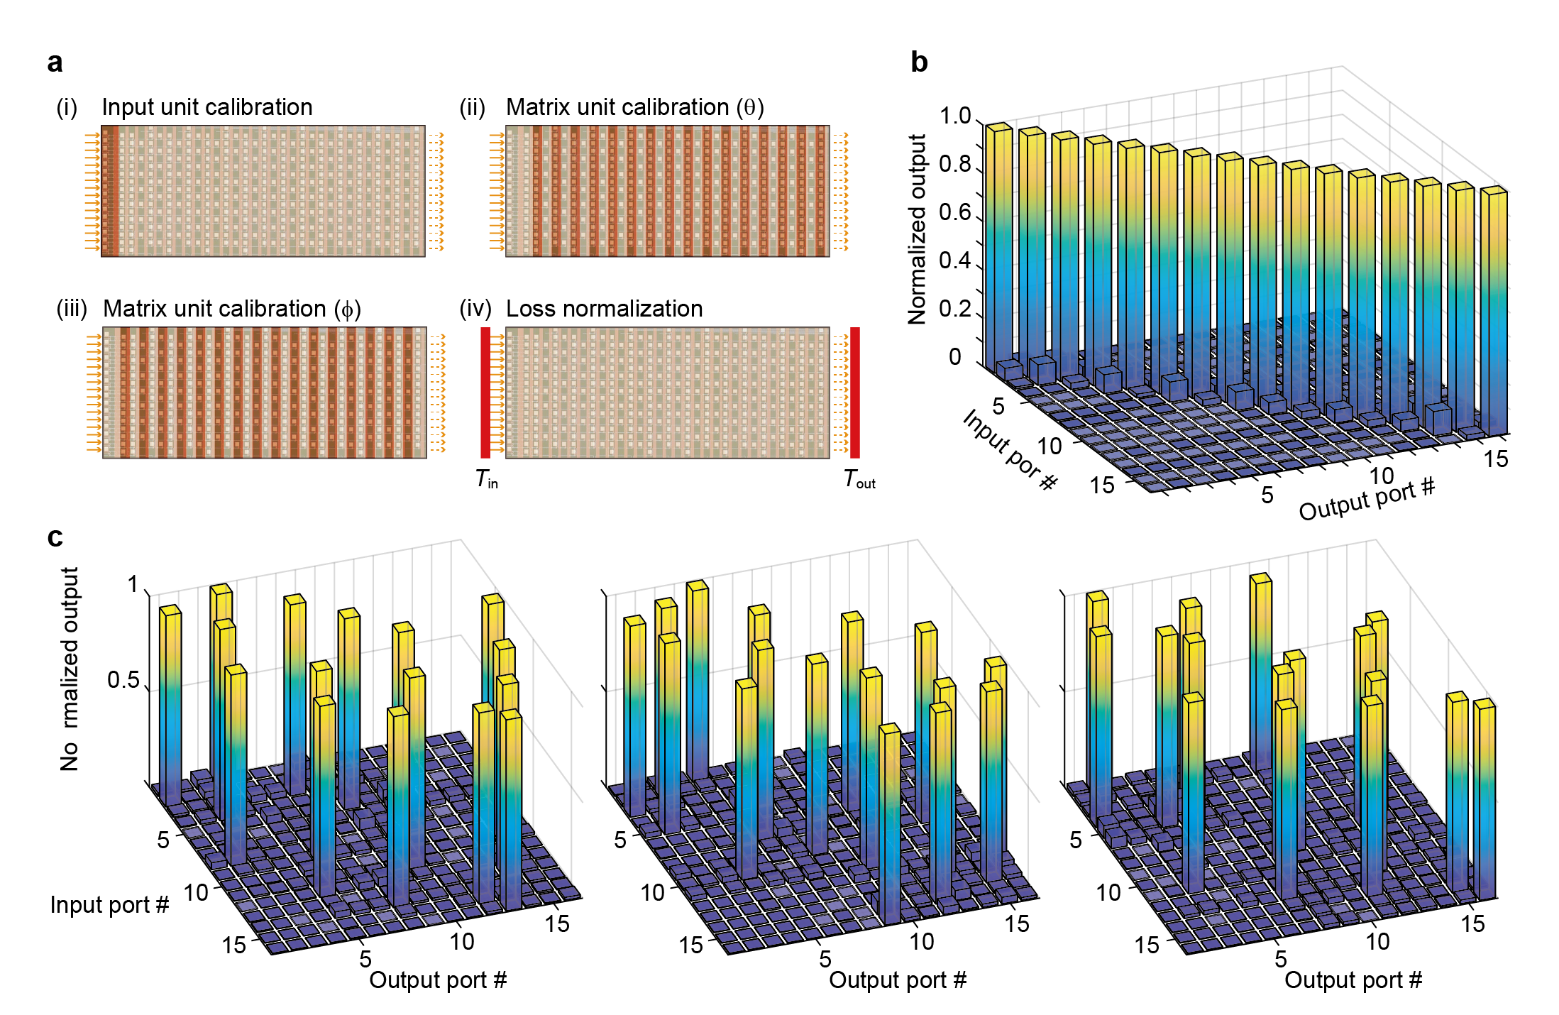 a
(i) Input unit calibration
(ii) Matrix unit calibration (θ)
(iii) Matrix unit calibration (ϕ)
(iv) Loss normalization
Tin
Tout
b
Normalized output
1.0
0.8
0.6
0.4
0.2
0
5
10
15
Input por #
5
10
15
Output port #
c
No rmalized output
1
0.5
5
10
15
Input port #
5
10
15
Output port #
5
10
15
5
10
15
Output port #
5
10
15
5
10
15
Output port #